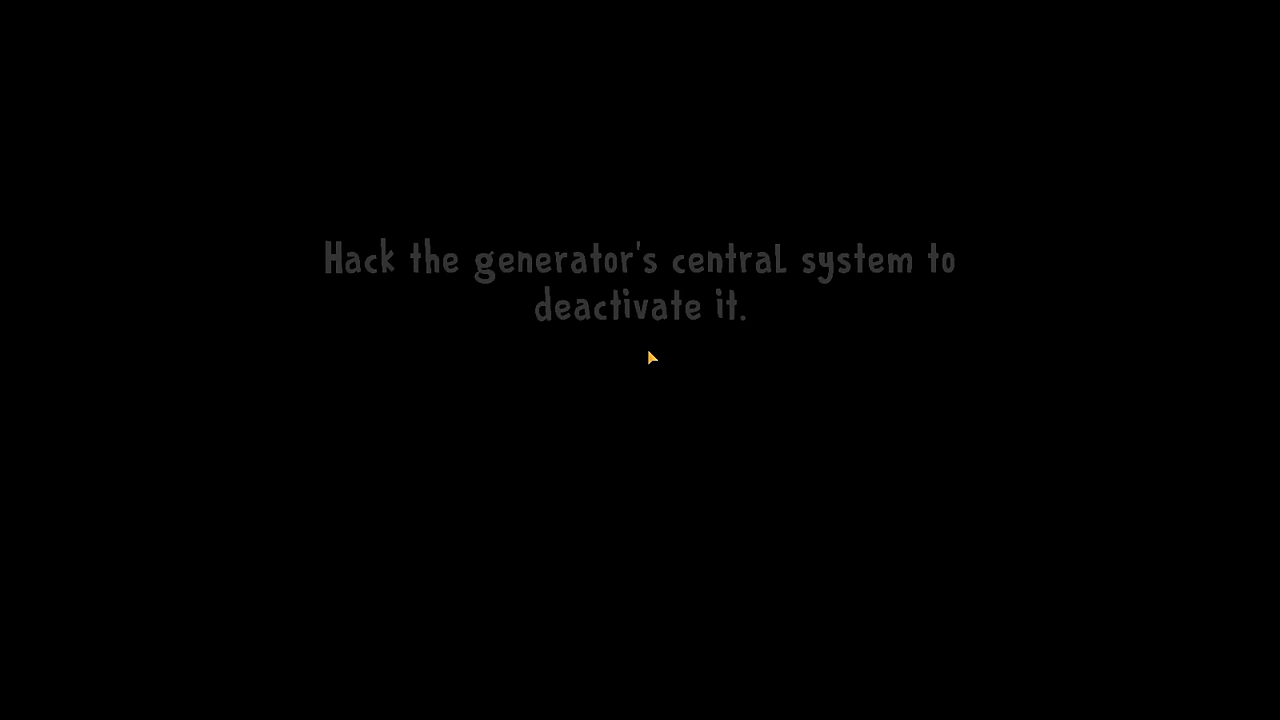 Hack the generator's central system to
deactivate it.